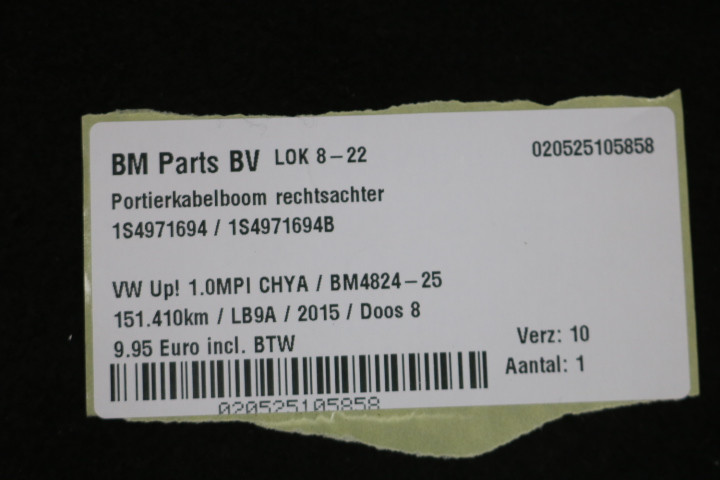 BM Parts BV LOK 8-22 020525105858
Portierkabelboom rechtsachter
1S4971694 / 1S4971694B
VW Up! 1.0MPI CHYA / BM4824-25
151.410km / LB9A / 2015 / Doos 8
9.95 Euro incl. BTW
Verz: 10
Aantal: 1
020525105858